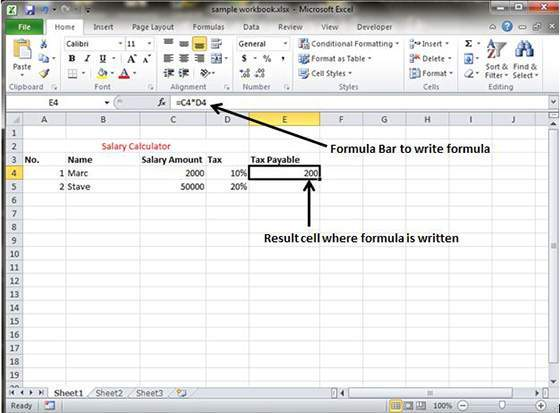 sample workbook.xlsx - Microsoft Excel
File Home Insert Page Layout Formulas Data Review View
Calibri 11 General Conditional Formatting Insert
B I U $ % , Format as Table Delete Sort & Find &
Paste A Cell Styles Format Filter Select
Clipboard Font Alignment Number Styles Cells Editing
E4 fx =C4*D4
A B C D E F G H I J
1
2 Salary Calculator
Formula Bar to write formula
3 No. Name Salary Amount Tax Tax Payable
4 1 Marc 2000 10% 200
5 2 Stave 50000 20%
6
7
8
9 Result cell where formula is written
10
11
12
13
14
15
16
17
18
19
Sheet1 Sheet2 Sheet3
Ready 100%